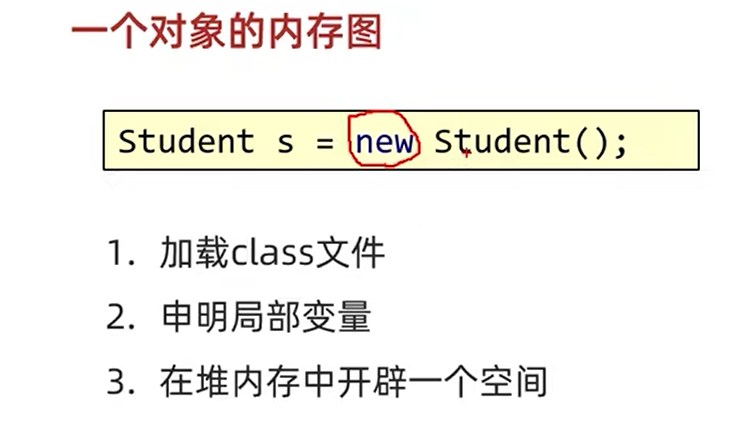 一个对象的内存图
Student s = new Student();
1. 加载class文件
2. 申明局部变量
3. 在堆内存中开辟一个空间